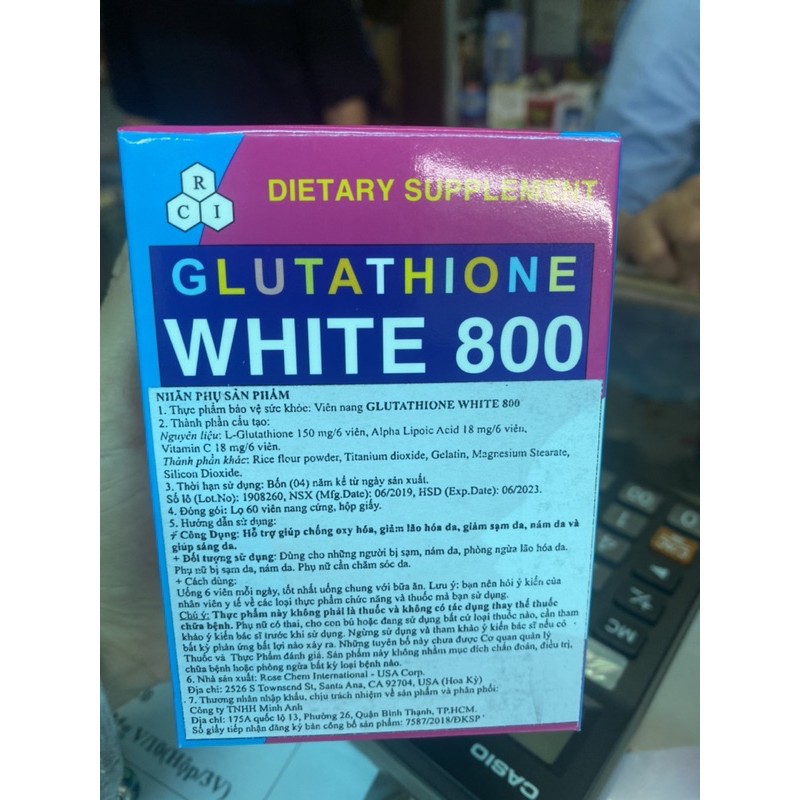 R
C I
DIETARY SUPPLEMENT
GLUTATHIONE
WHITE 800
NHÃN PHỤ SẢN PHẨM
1. Thực phẩm bảo vệ sức khỏe: Viên nang GLUTATHIONE WHITE 800
2. Thành phần cấu tạo:
Nguyên liệu: L-Glutathione 150 mg/6 viên, Alpha Lipoic Acid 18 mg/6 viên,
Vitamin C 18 mg/6 viên.
Thành phần khác: Rice flour powder, Titanium dioxide, Gelatin, Magnesium Stearate,
Silicon Dioxide.
3. Thời hạn sử dụng: Bốn (04) năm kể từ ngày sản xuất.
Số lô (Lot.No): 1908260, NSX (Mfg.Date): 06/2019, HSD (Exp.Date): 06/2023.
4. Đóng gói: Lọ 60 viên nang cứng, hộp giấy.
5. Hướng dẫn sử dụng:
+ Công Dụng: Hỗ trợ giúp chống oxy hóa, giảm lão hóa da, giảm sạm da, nám da và
giúp sáng da.
+ Đối tượng sử dụng: Dùng cho những người bị sạm, nám da, phòng ngừa lão hóa da.
Phụ nữ bị sạm da, nám da. Phụ nữ cần chăm sóc da.
+ Cách dùng:
Uống 6 viên mỗi ngày, tốt nhất uống chung với bữa ăn. Lưu ý: bạn nên hỏi ý kiến của
nhân viên y tế về các loại thực phẩm chức năng và thuốc mà bạn sử dụng.
Chú ý: Thực phẩm này không phải là thuốc và không có tác dụng thay thế thuốc
chữa bệnh. Phụ nữ có thai, cho con bú hoặc đang sử dụng bất cứ loại thuốc nào, cần tham
khảo ý kiến bác sĩ trước khi sử dụng. Ngừng sử dụng và tham khảo ý kiến bác sĩ nếu có
bất kỳ phản ứng bất lợi nào xảy ra. Những tuyên bố này chưa được Cơ quan quản lý
Thuốc và Thực Phẩm đánh giá. Sản phẩm này không nhằm mục đích chẩn đoán, điều trị,
chữa bệnh hoặc phòng ngừa bất kỳ loại bệnh nào.
6. Nhà sản xuất: Rose Chem International - USA Corp.
Địa chỉ: 2526 S Townscnd St, Santa Ana, CA 92704, USA (Hoa Kỳ)
7. Thương nhân nhập khẩu, chịu trách nhiệm về sản phẩm và phân phối:
Công ty TNHH Minh Anh
Địa chỉ: 175A quốc lộ 13, Phường 26, Quận Bình Thạnh, TP.HCM.
Số giấy tiếp nhận đăng ký bản công bố sản phẩm: 7587/2018/ĐKSP
MC
CASIO
V/10(Hộp/3V)